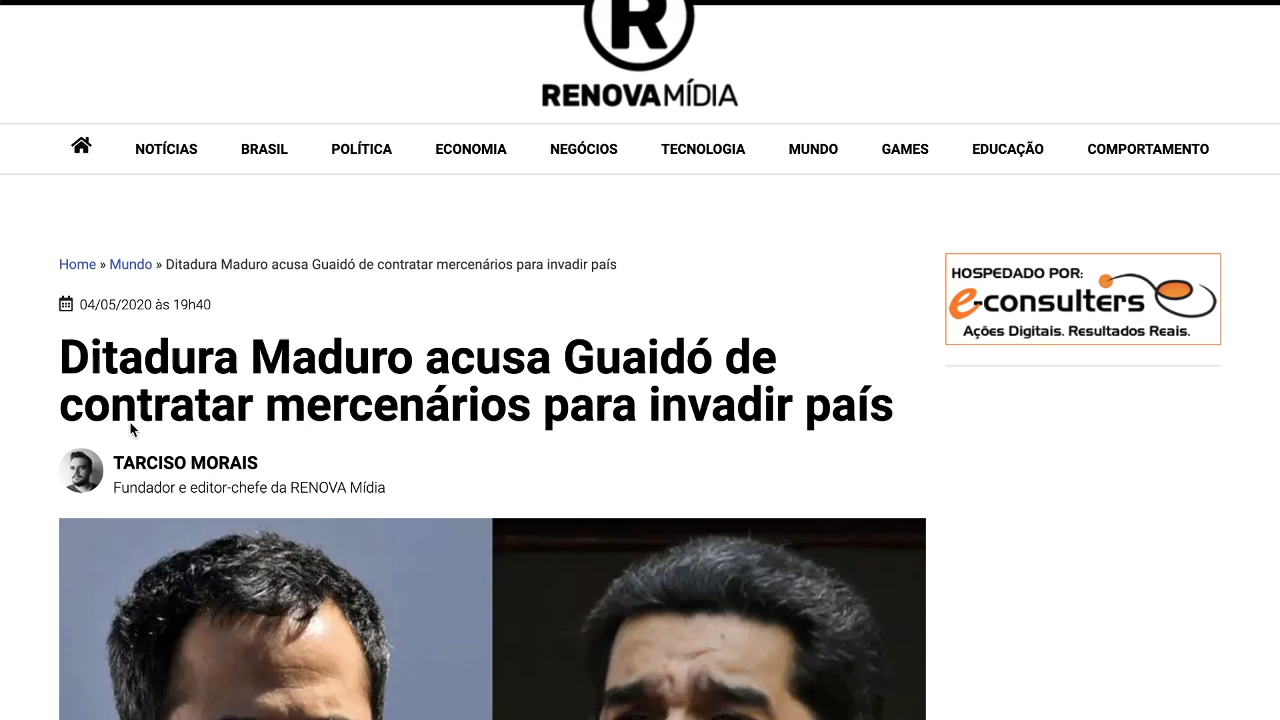 R
RENOVAMÍDIA
NOTÍCIAS BRASIL POLÍTICA ECONOMIA NEGÓCIOS TECNOLOGIA MUNDO GAMES EDUCAÇÃO COMPORTAMENTO
Home » Mundo » Ditadura Maduro acusa Guaidó de contratar mercenários para invadir país
04/05/2020 às 19h40
Ditadura Maduro acusa Guaidó de
contratar mercenários para invadir país
TARCISO MORAIS
Fundador e editor-chefe da RENOVA Mídia
HOSPEDADO POR:
e-consulters
Ações Digitais. Resultados Reais.